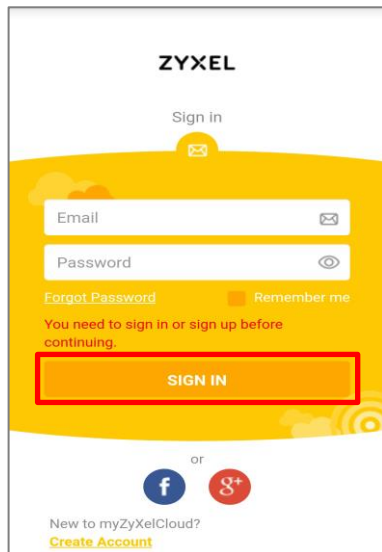 ZYXEL
Sign in
Email
Password
Forgot Password
Remember me
You need to sign in or sign up before
continuing.
SIGN IN
or
f
g+
New to myZyXelCloud?
Create Account